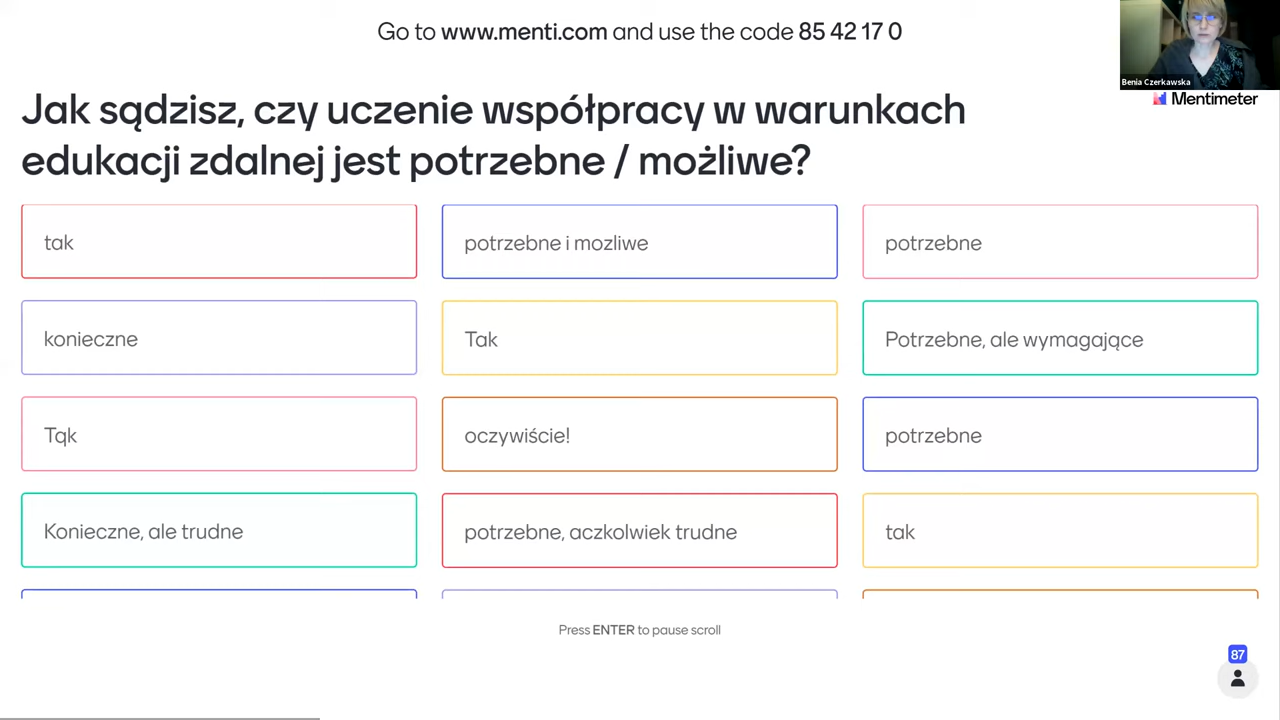 Go to www.menti.com and use the code 85 42 17 0
Benia Czerkawska
Mentimeter
Jak sądzisz, czy uczenie współpracy w warunkach
edukacji zdalnej jest potrzebne / możliwe?
tak
potrzebne i mozliwe
potrzebne
konieczne
Tak
Potrzebne, ale wymagające
Tqk
oczywiście!
potrzebne
Konieczne, ale trudne
potrzebne, aczkolwiek trudne
tak
Press ENTER to pause scroll
87